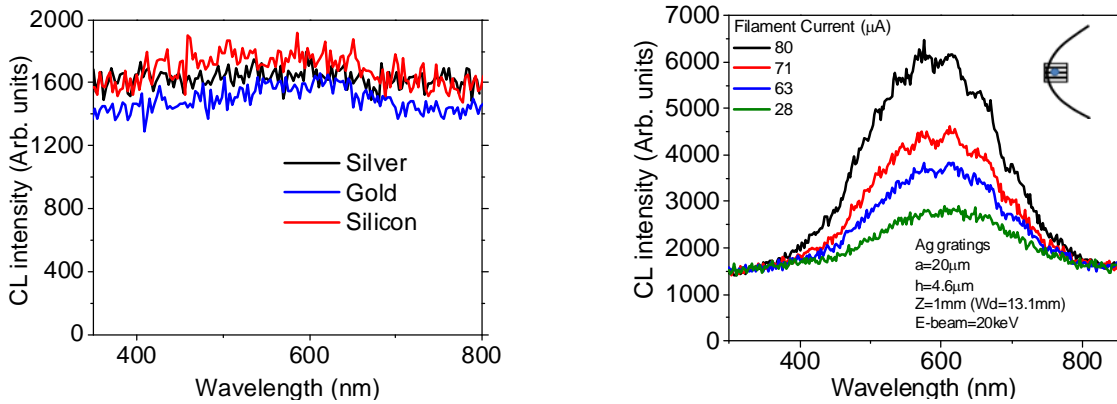 2000
1600
1200
800
400
0
CL intensity (Arb. units)
Silver
Gold
Silicon
400 600 800
Wavelength (nm)
7000
6000
5000
4000
3000
2000
1000
0
CL intensity (Arb. units)
Filament Current (μA)
80
71
63
28
Ag gratings
a=20μm
h=4.6μm
Z=1mm (Wd=13.1mm)
E-beam=20keV
400 600 800
Wavelength (nm)